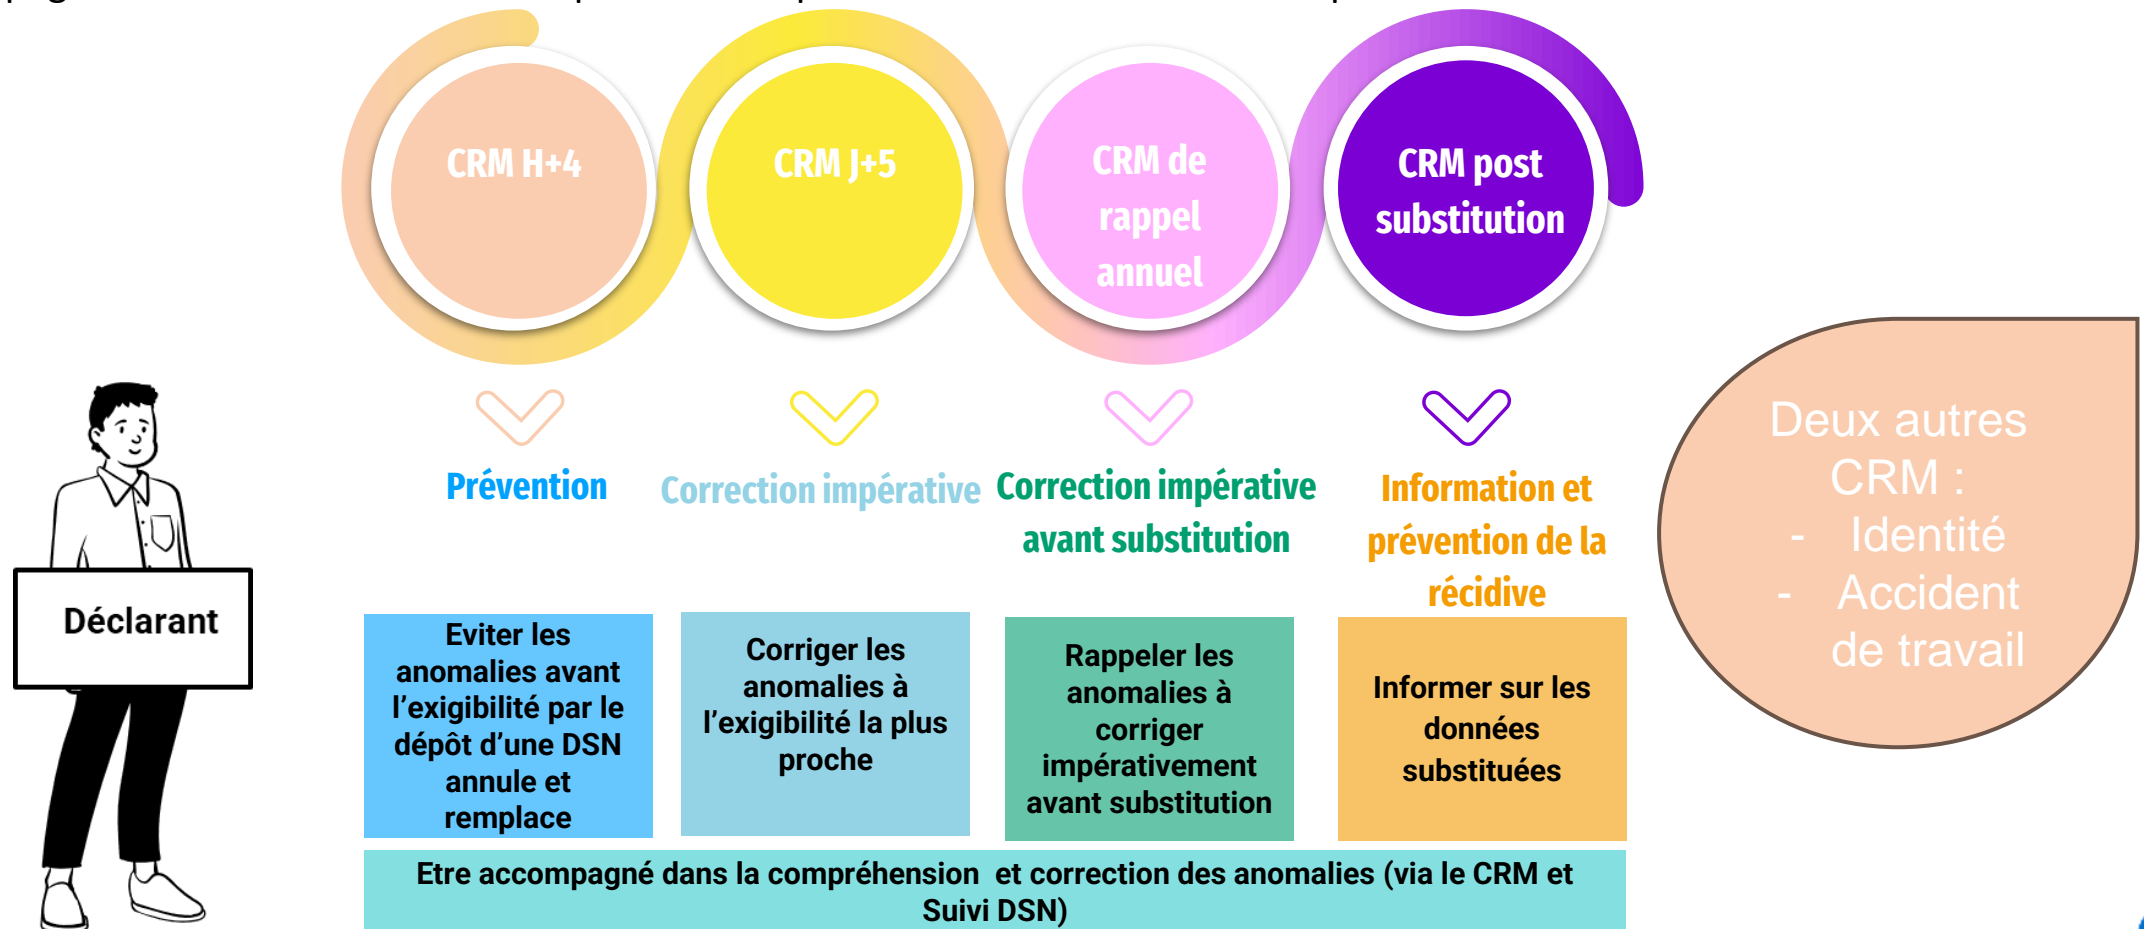 CRM H+4
CRM J+5
CRM de
rappel
annuel
CRM post
substitution
Prévention
Correction impérative
Correction impérative
avant substitution
Information et
prévention de la
récidive
Déclarant
Eviter les
anomalies avant
l’exigibilité par le
dépôt d’une DSN
annule et
remplace
Corriger les
anomalies à
l’exigibilité la plus
proche
Rappeler les
anomalies à
corriger
impérativement
avant substitution
Informer sur les
données
substituées
Etre accompagné dans la compréhension et correction des anomalies (via le CRM et
Suivi DSN)
Deux autres
CRM :
- Identité
- Accident
de travail